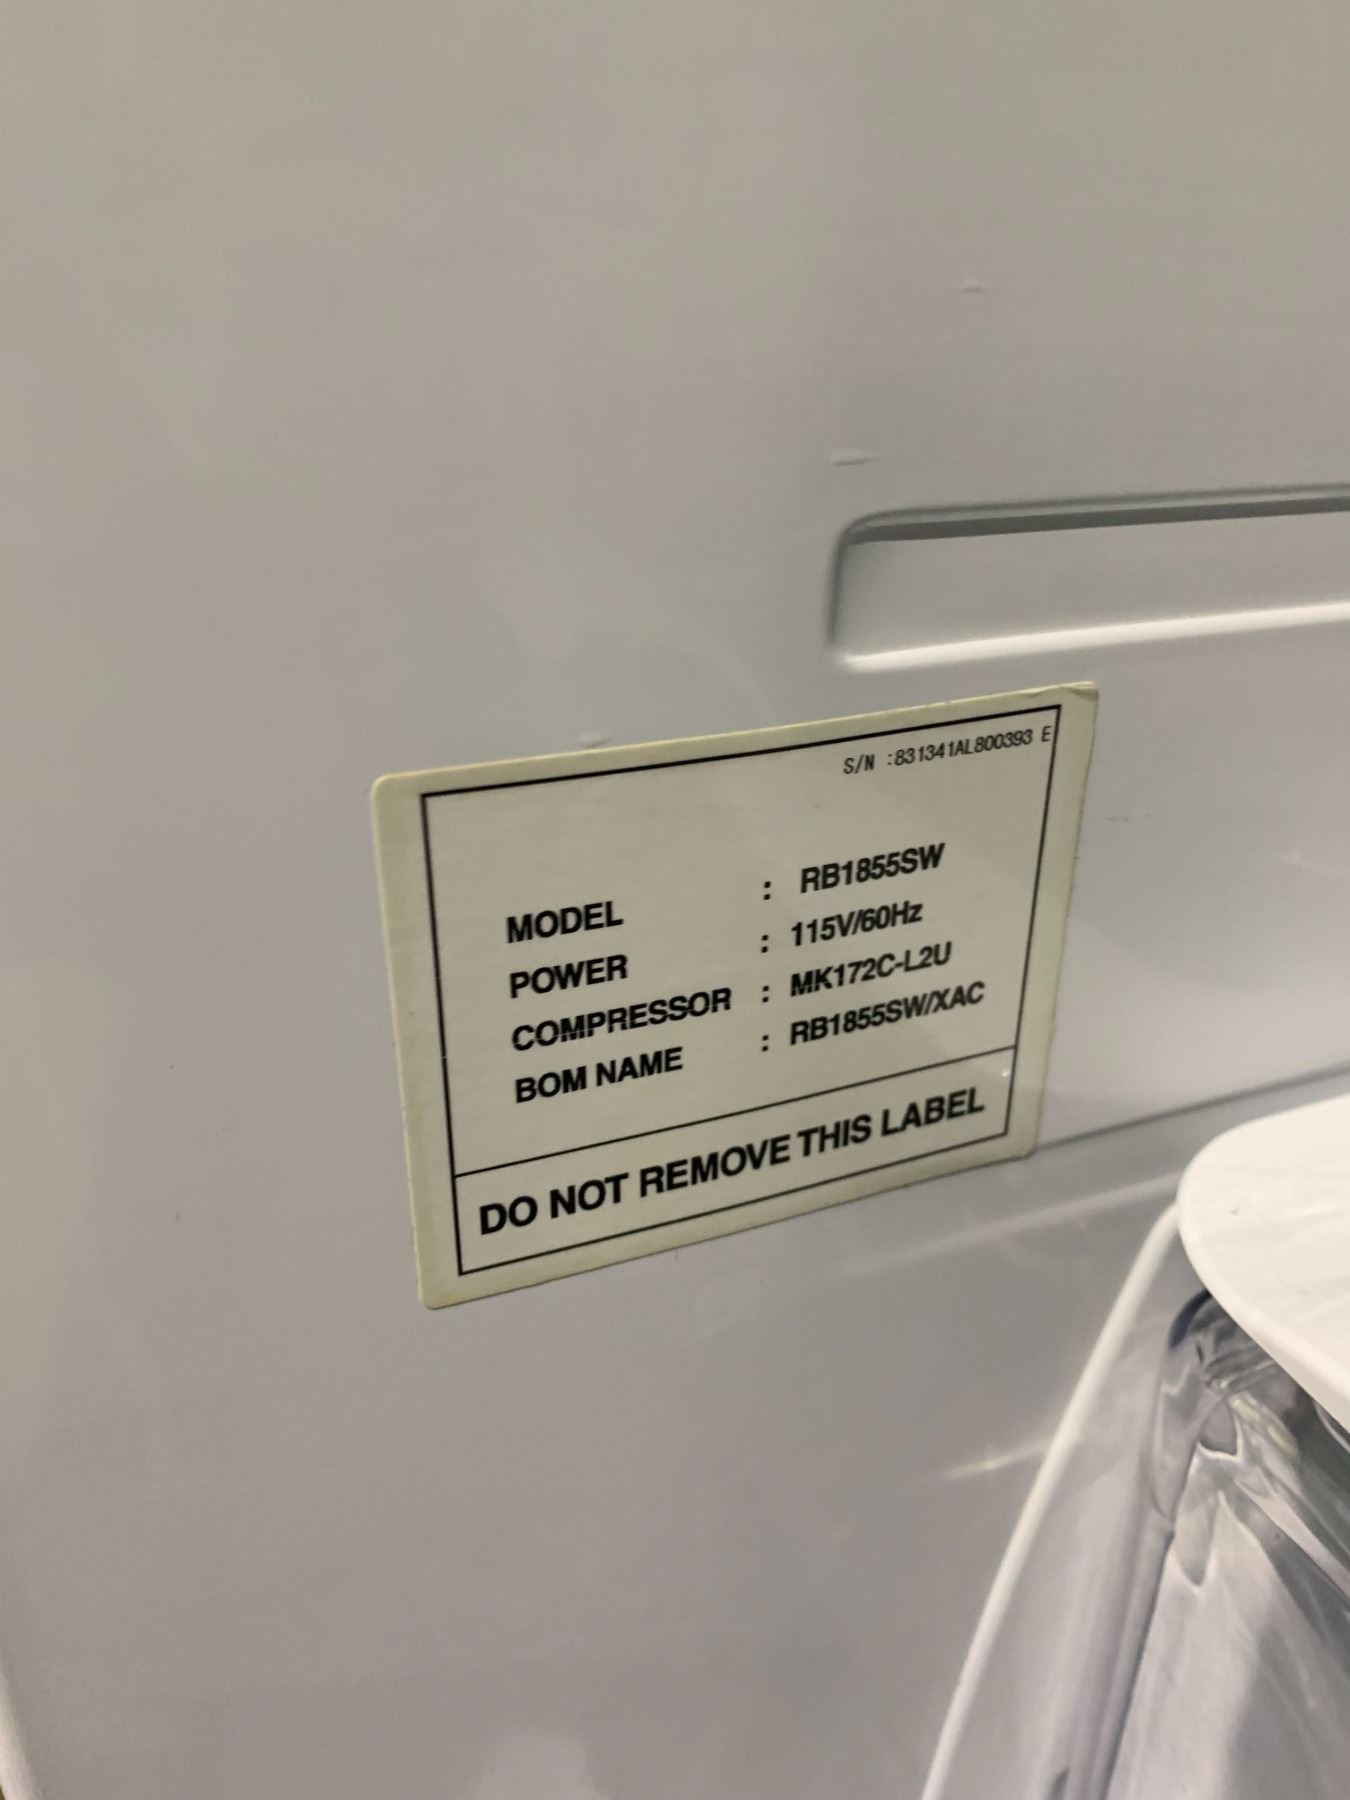 S/N :831341AL800393 E
MODEL : RB1855SW
POWER : 115V/60Hz
COMPRESSOR : MK172C-L2U
BOM NAME : RB1855SW/XAC
DO NOT REMOVE THIS LABEL